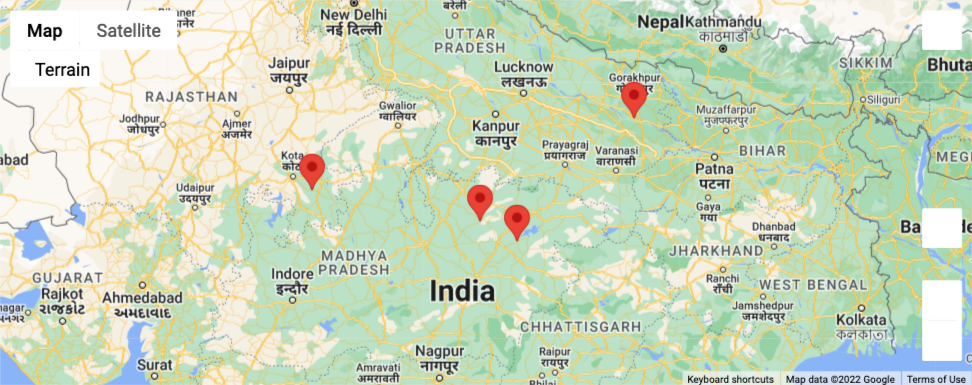 Map
Satellite
Terrain
New Delhi
नई दिल्ली
बरेली
UTTAR
PRADESH
Nepal
Kathmandu
काठमाडौं
SIKKIM
Siliguri
Jaipur
जयपुर
Lucknow
लखनऊ
Gorakhpur
RAJASTHAN
Jodhpur
जोधपुर
Ajmer
अजमेर
Gwalior
ग्वालियर
Kanpur
कानपुर
Muzaffarpur
मुजफ्फरपुर
Prayagraj
प्रयागराज
Varanasi
वाराणसी
BIHAR
Patna
पटना
Kota
Udaipur
उदयपुर
Gaya
गया
Dhanbad
धनबाद
MADHYA
PRADESH
JHARKHAND
Indore
इन्दौर
India
Ranchi
राँची
WEST BENGAL
GUJARAT
Rajkot
રાજકોટ
Ahmedabad
અમદાવાદ
Jamshedpur
जमशेदपुर
Kolkata
কলকাতা
CHHATTISGARH
Surat
Nagpur
नागपूर
Amravati
अमरावती
Raipur
रायपुर
Keyboard shortcuts
Map data ©2022 Google
Terms of Use